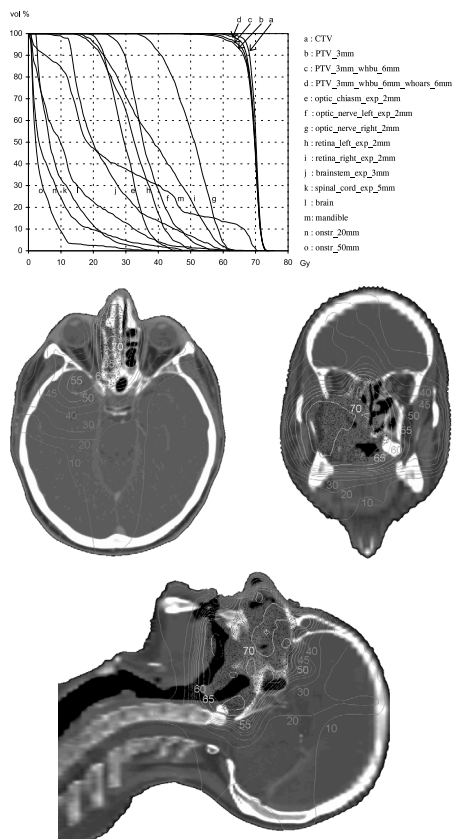 vol %
d c b a
100
90
80
70
60
50
40
30
20
10
0
o n k l j e h m g
0 10 20 30 40 50 60 70 80
Gy
a : CTV
b : PTV_3mm
c : PTV_3mm_whbu_6mm
d : PTV_3mm_whbu_6mm_whoars_6mm
e : optic_chiasm_exp_2mm
f : optic_nerve_left_exp_2mm
g : optic_nerve_right_2mm
h : retina_left_exp_2mm
i : retina_right_exp_2mm
j : brainstem_exp_3mm
k : spinal_cord_exp_5mm
l : brain
m: mandible
n : onstr_20mm
o : onstr_50mm
70
55
45 50
40
30
20
10
40
45
70
55
60
65
30
20 10
40
45
70 50
60 30
65
55 20
10